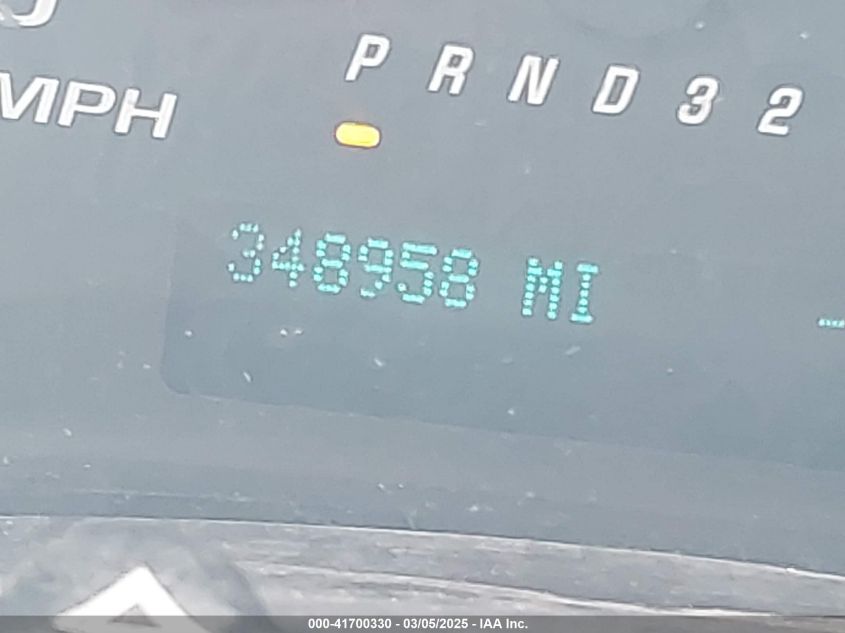 P R N D 3 2
MPH
348958 MI
000-41700330 - 03/05/2025 - IAA Inc.